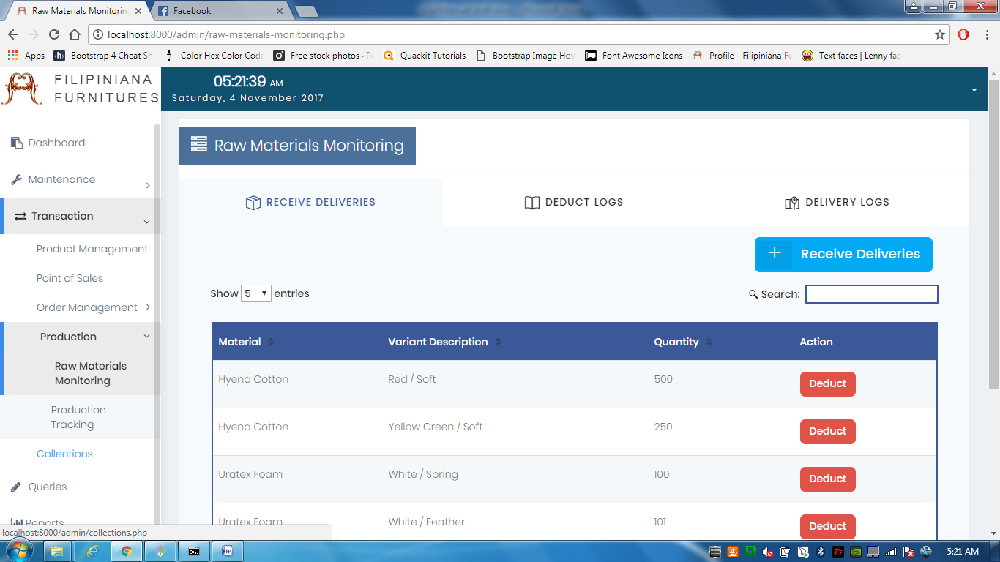 Raw Materials Monitorin
Facebook
localhost:8000/admin/raw-materials-monitoring.php
Apps
Bootstrap 4 Cheat Sh
Color Hex Color Code
Free stock photos · Pe
Quackit Tutorials
Bootstrap Image Hov
Font Awesome Icons
Profile - Filipiniana Fu
Text faces | Lenny fac
FILIPINIANA
FURNITURES
05:21:39 AM
Saturday, 4 November 2017
Dashboard
Maintenance
Transaction
Product Management
Point of Sales
Order Management
Production
Raw Materials
Monitoring
Production
Tracking
Collections
Queries
Reports
Raw Materials Monitoring
RECEIVE DELIVERIES
DEDUCT LOGS
DELIVERY LOGS
Receive Deliveries
Show 5 entries
Search:
Material Variant Description Quantity Action
Hyena Cotton Red / Soft 500 Deduct
Hyena Cotton Yellow Green / Soft 250 Deduct
Uratex Foam White / Spring 100 Deduct
Uratex Foam White / Feather 101 Deduct
localhost:8000/admin/collections.php
5:21 AM